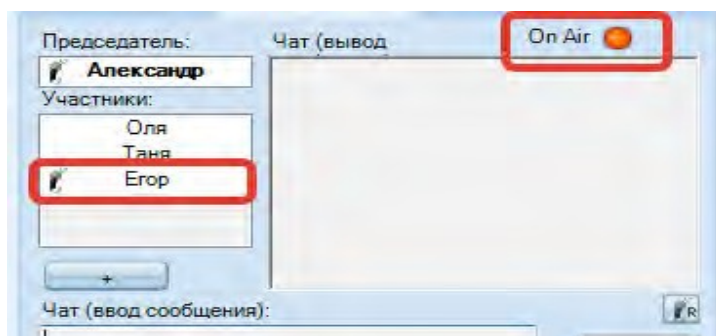 Председатель:
Чат (вывод
On Air
Александр
Участники:
Оля
Таня
Егор
+
Чат (ввод сообщения):
R